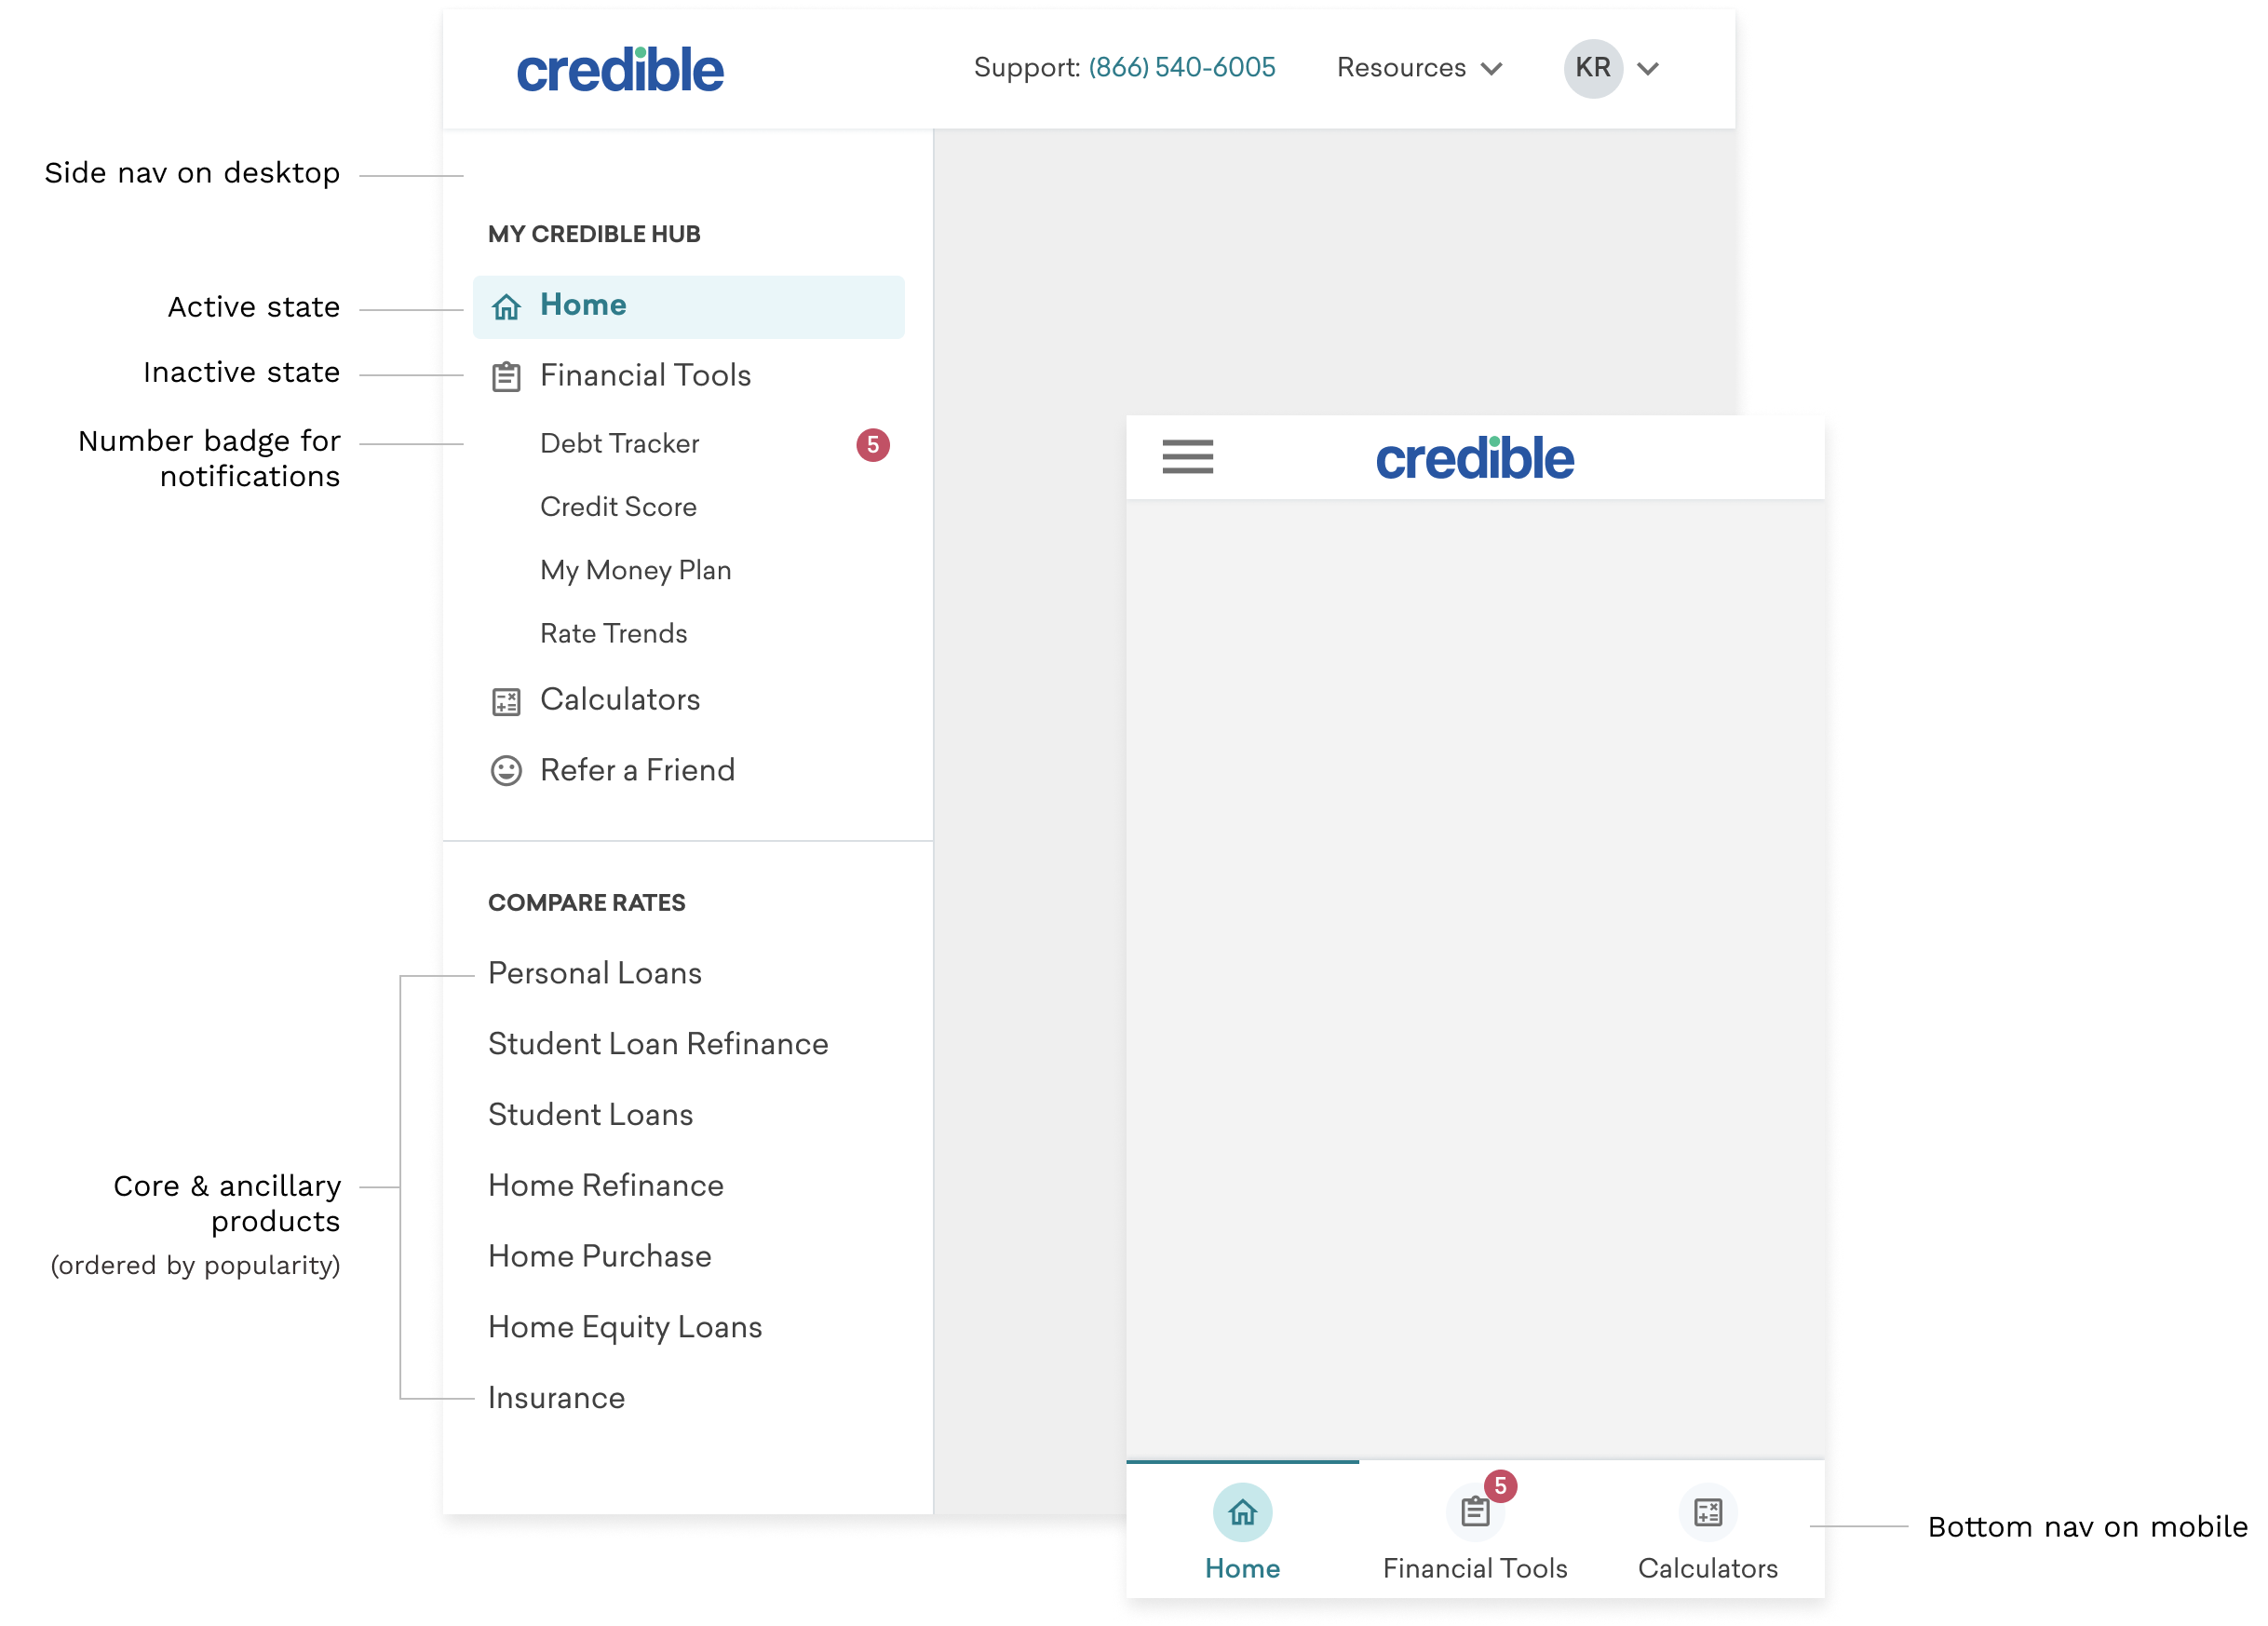 credible
Support: (866) 540-6005
Resources
KR
Side nav on desktop
MY CREDIBLE HUB
Active state
Home
Inactive state
Financial Tools
Number badge for
notifications
Debt Tracker
5
Credit Score
My Money Plan
Rate Trends
Calculators
Refer a Friend
COMPARE RATES
Personal Loans
Student Loan Refinance
Student Loans
Home Refinance
Home Purchase
Home Equity Loans
Insurance
Core & ancillary
products
(ordered by popularity)
credible
5
Home
Financial Tools
Calculators
Bottom nav on mobile